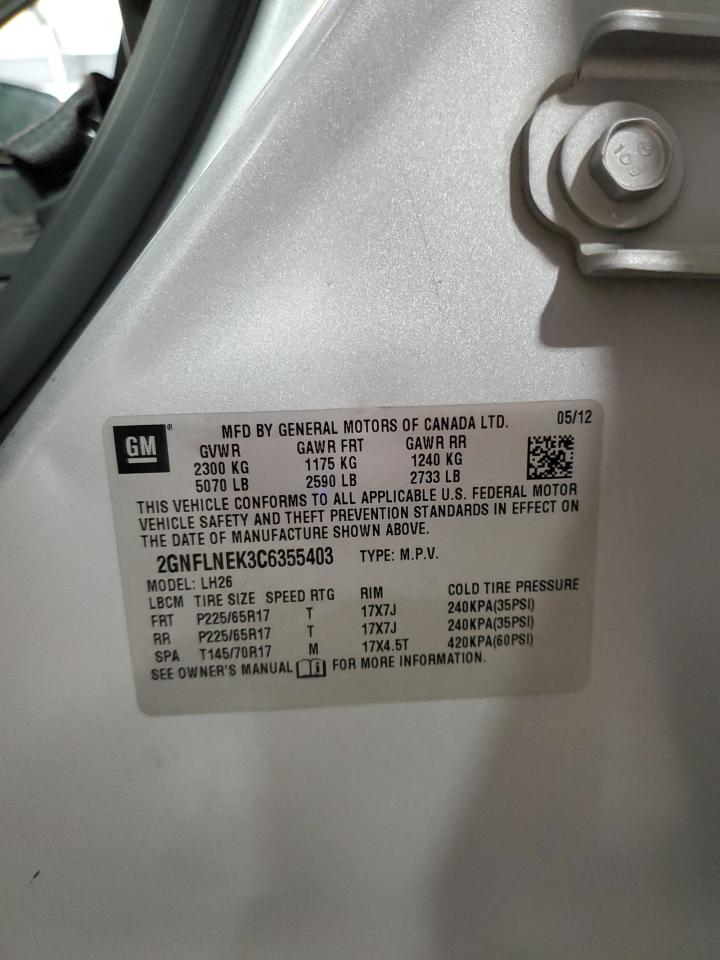 10.9
GM ®
MFD BY GENERAL MOTORS OF CANADA LTD. 05/12
GVWR GAWR FRT GAWR RR
2300 KG 1175 KG 1240 KG
5070 LB 2590 LB 2733 LB
THIS VEHICLE CONFORMS TO ALL APPLICABLE U.S. FEDERAL MOTOR
VEHICLE SAFETY AND THEFT PREVENTION STANDARDS IN EFFECT ON
THE DATE OF MANUFACTURE SHOWN ABOVE.
2GNFLNEK3C6355403 TYPE: M.P.V.
MODEL: LH26
LBCM TIRE SIZE SPEED RTG RIM COLD TIRE PRESSURE
FRT P225/65R17 T 17X7J 240KPA(35PSI)
RR P225/65R17 T 17X7J 240KPA(35PSI)
SPA T145/70R17 M 17X4.5T 420KPA(60PSI)
SEE OWNER'S MANUAL i FOR MORE INFORMATION.